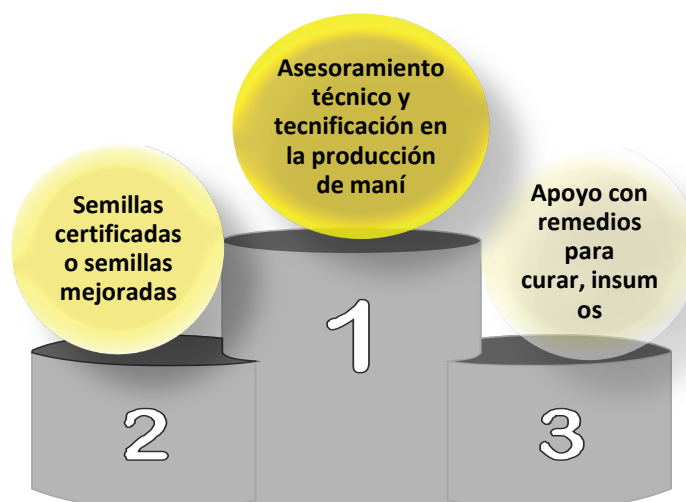 Asesoramiento
técnico y
tecnificación en
la producción
de maní
Semillas
certificadas
o semillas
mejoradas
Apoyo con
remedios
para
curar, insum
os
1
2
3